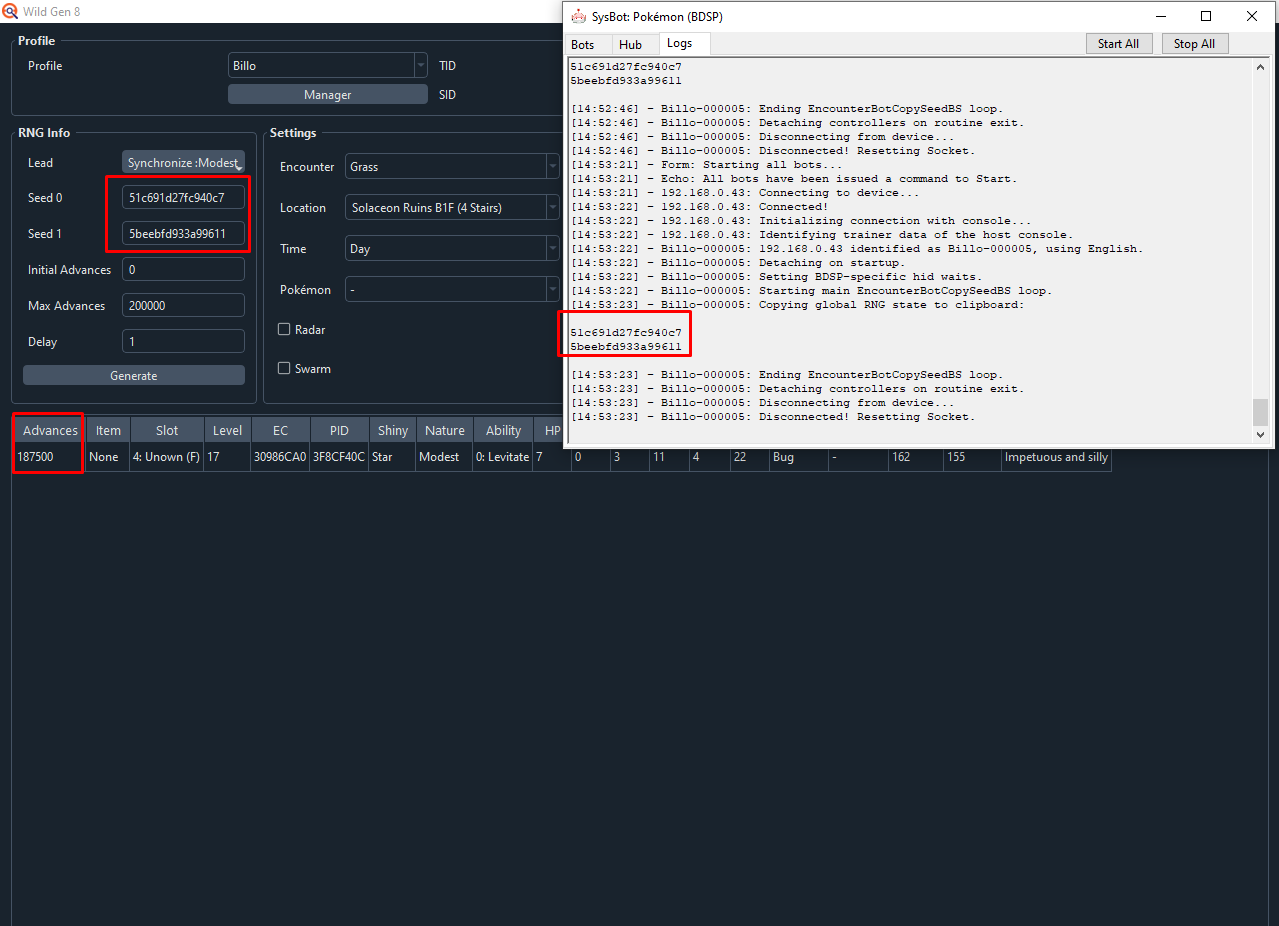 Wild Gen 8
Profile
Profile
Billo
TID
Manager
SID
RNG Info
Lead
Synchronize :Modest
Seed 0
51c691d27fc940c7
Seed 1
5beebfd933a99611
Initial Advances
0
Max Advances
200000
Delay
1
Generate
Settings
Encounter
Grass
Location
Solaceon Ruins B1F (4 Stairs)
Time
Day
Pokémon
-
Radar
Swarm
SysBot: Pokémon (BDSP)
Bots Hub Logs
Start All Stop All
51c691d27fc940c7
5beebfd933a99611
[14:52:46] - Billo-000005: Ending EncounterBotCopySeedBS loop.
[14:52:46] - Billo-000005: Detaching controllers on routine exit.
[14:52:46] - Billo-000005: Disconnecting from device...
[14:52:46] - Billo-000005: Disconnected! Resetting Socket.
[14:53:21] - Form: Starting all bots...
[14:53:21] - Echo: All bots have been issued a command to Start.
[14:53:21] - 192.168.0.43: Connecting to device...
[14:53:22] - 192.168.0.43: Connected!
[14:53:22] - 192.168.0.43: Initializing connection with console...
[14:53:22] - 192.168.0.43: Identifying trainer data of the host console.
[14:53:22] - Billo-000005: 192.168.0.43 identified as Billo-000005, using English.
[14:53:22] - Billo-000005: Detaching on startup.
[14:53:22] - Billo-000005: Setting BDSP-specific hid waits.
[14:53:22] - Billo-000005: Starting main EncounterBotCopySeedBS loop.
[14:53:23] - Billo-000005: Copying global RNG state to clipboard:
51c691d27fc940c7
5beebfd933a99611
[14:53:23] - Billo-000005: Ending EncounterBotCopySeedBS loop.
[14:53:23] - Billo-000005: Detaching controllers on routine exit.
[14:53:23] - Billo-000005: Disconnecting from device...
[14:53:23] - Billo-000005: Disconnected! Resetting Socket.
Advances Item Slot Level EC PID Shiny Nature Ability HP
187500 None 4: Unown (F) 17 30986CA0 3F8CF40C Star Modest 0: Levitate 7 0 3 11 4 22 Bug - 162 155 Impetuous and silly